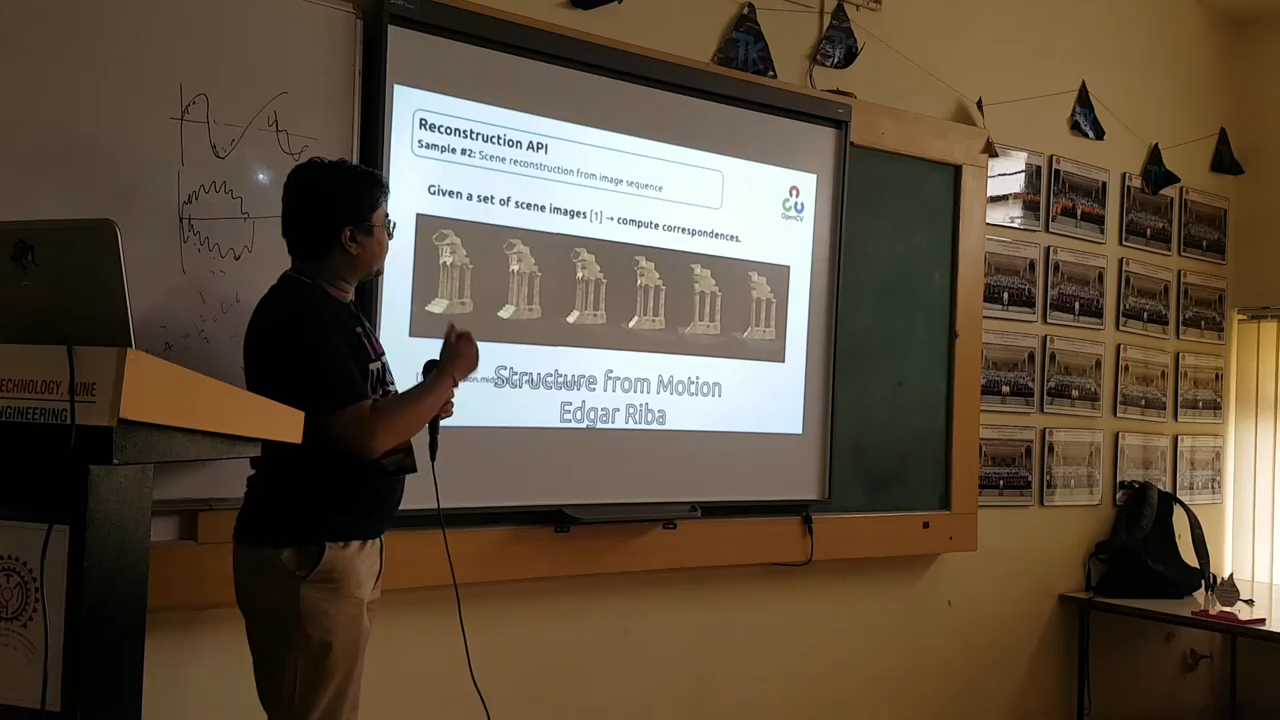 Reconstruction API
Sample #2: Scene reconstruction from image sequence
OpenCV
Given a set of scene images [1] → compute correspondences.
Structure from Motion
Edgar Riba
TECHNOLOGY, PUNE
ENGINEERING